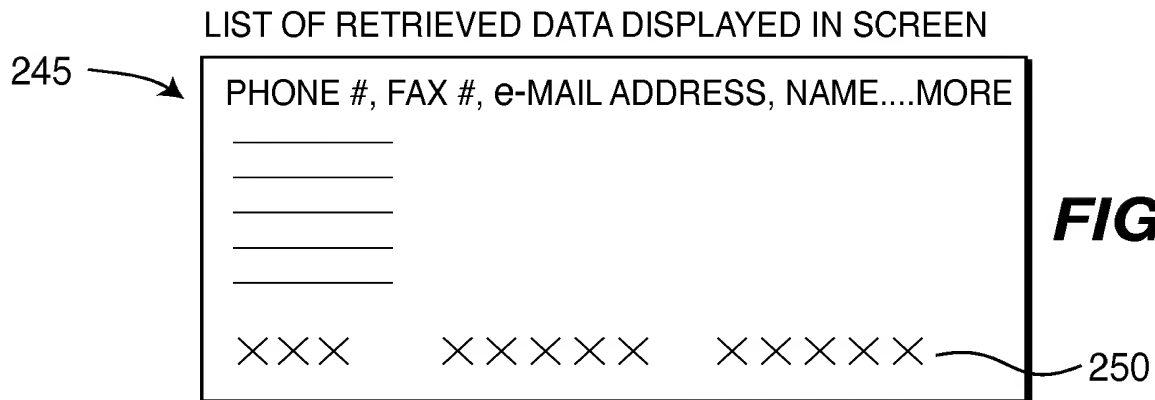 LIST OF RETRIEVED DATA DISPLAYED IN SCREEN
245
PHONE #, FAX #, e-MAIL ADDRESS, NAME....MORE
FIG
XXX XXXXX XXXXX
250